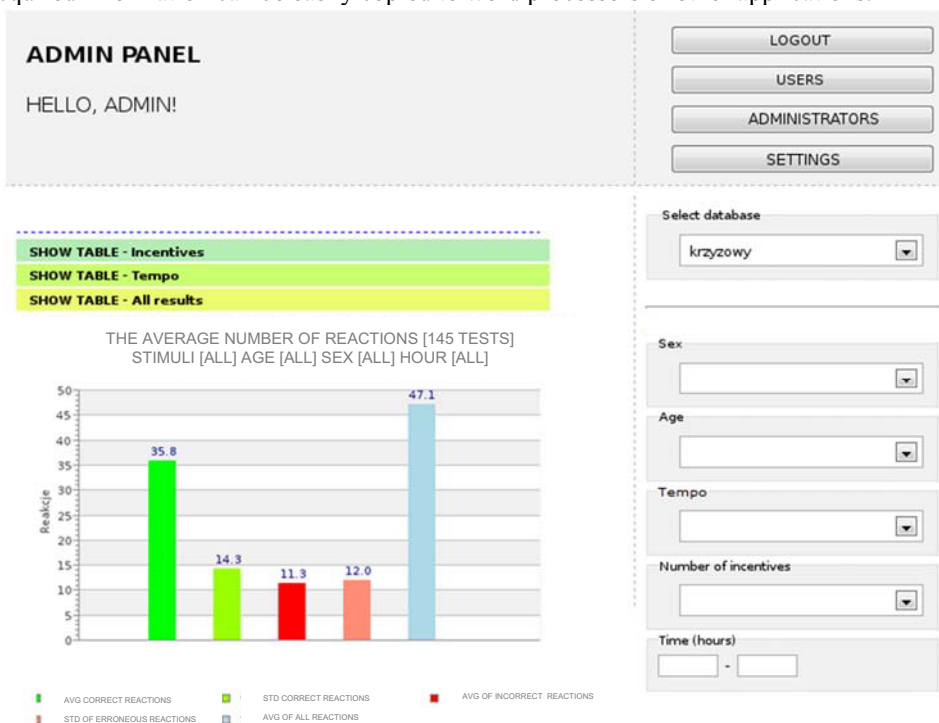 ADMIN PANEL
HELLO, ADMIN!
LOGOUT
USERS
ADMINISTRATORS
SETTINGS
SHOW TABLE - Incentives
SHOW TABLE - Tempo
SHOW TABLE - All results
THE AVERAGE NUMBER OF REACTIONS [145 TESTS]
STIMULI [ALL] AGE [ALL] SEX [ALL] HOUR [ALL]
Reakcje
50
45
40
35
30
25
20
15
10
5
0
35.8
14.3
11.3
12.0
47.1
AVG CORRECT REACTIONS
STD CORRECT REACTIONS
AVG OF INCORRECT REACTIONS
STD OF ERRONEOUS REACTIONS
AVG OF ALL REACTIONS
Select database
krzyzowy
Sex
Age
Tempo
Number of incentives
Time (hours)
-